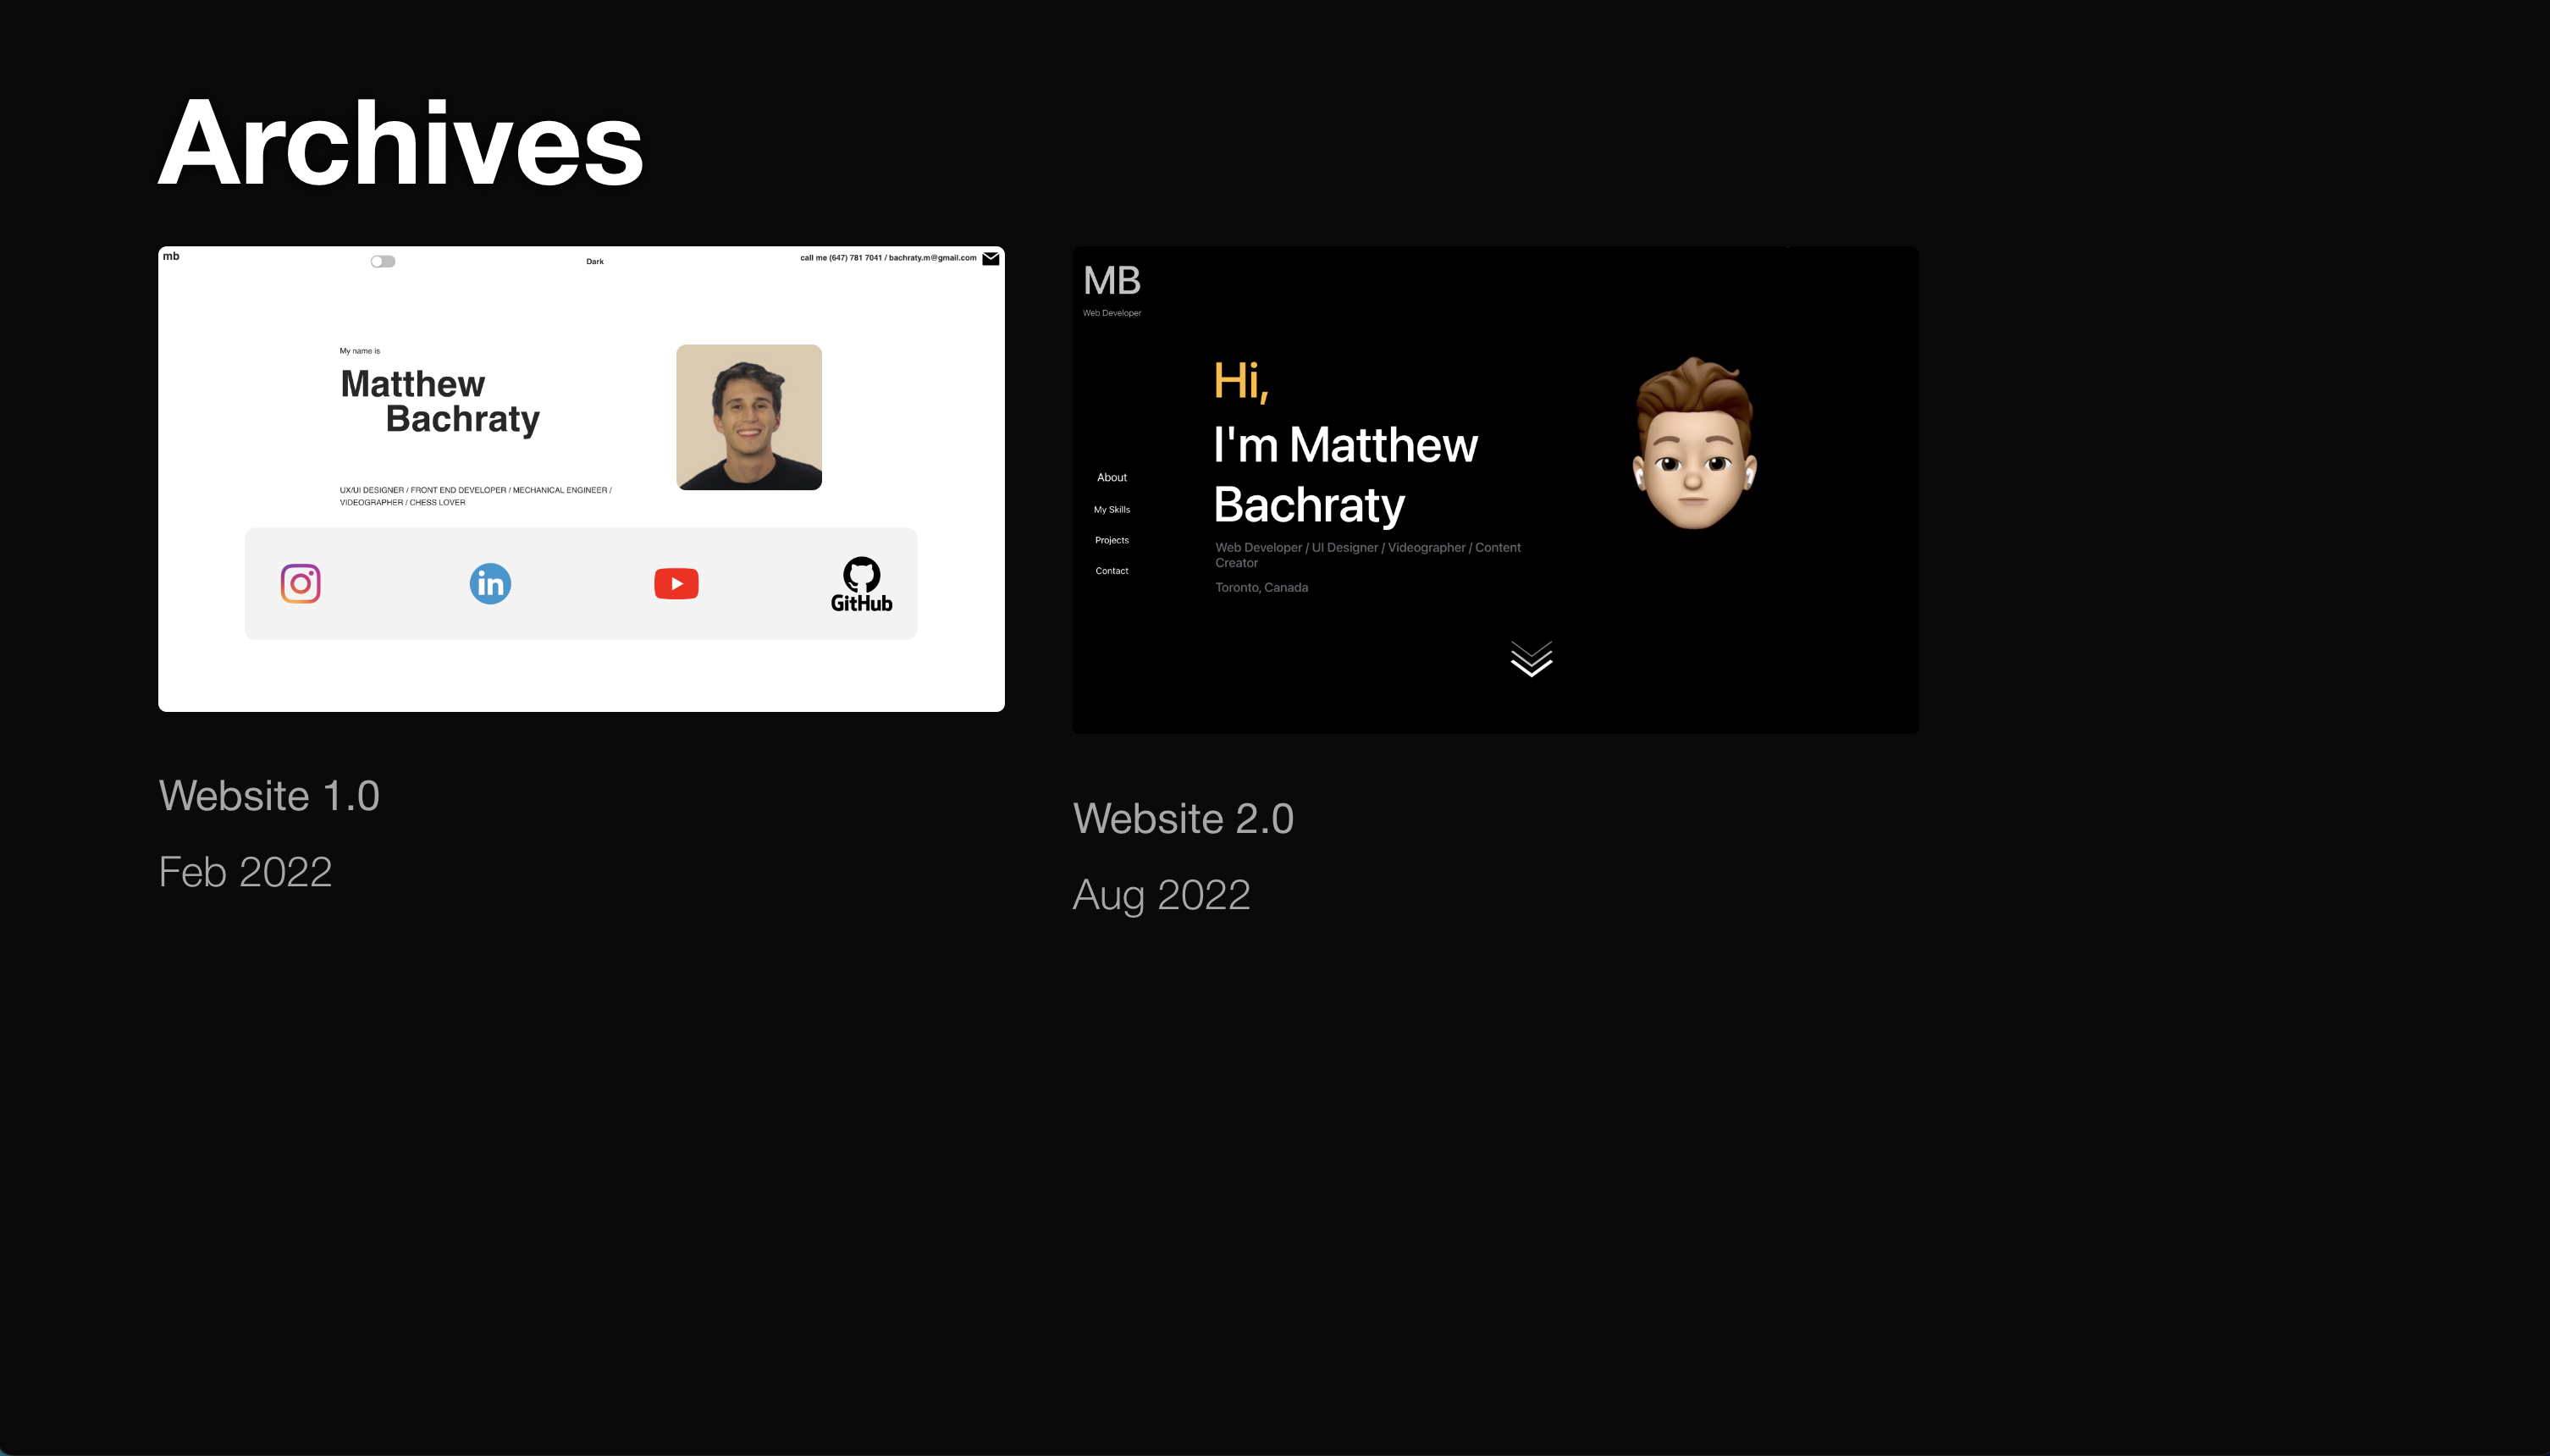 Archives
mb
Dark
call me (647) 781 7041 / bachraty.m@gmail.com
My name is
Matthew
Bachraty
UX/UI DESIGNER / FRONT END DEVELOPER / MECHANICAL ENGINEER /
VIDEOGRAPHER / CHESS LOVER
in
GitHub
Website 1.0
Feb 2022
MB
Web Developer
About
My Skills
Projects
Contact
Hi,
I'm Matthew
Bachraty
Web Developer / UI Designer / Videographer / Content
Creator
Toronto, Canada
Website 2.0
Aug 2022